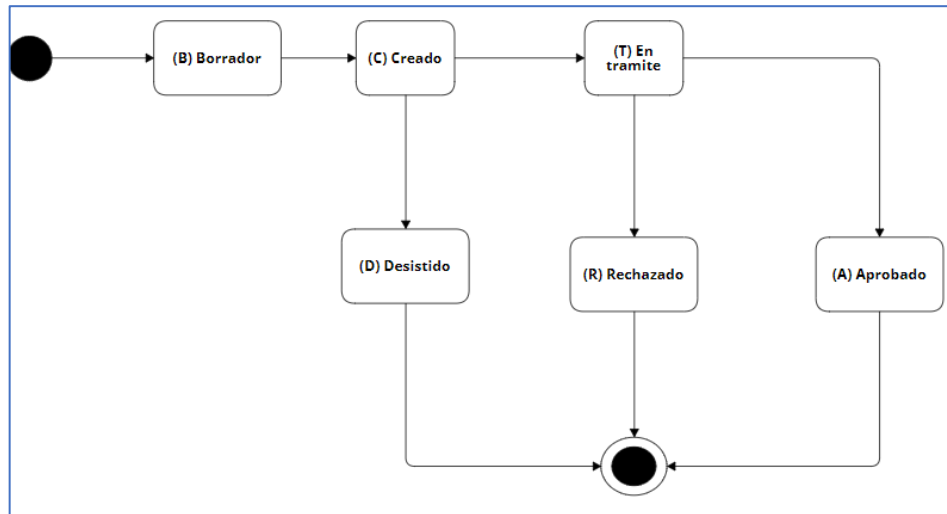 (B) Borrador
(C) Creado
(T) En
tramite
(D) Desistido
(R) Rechazado
(A) Aprobado